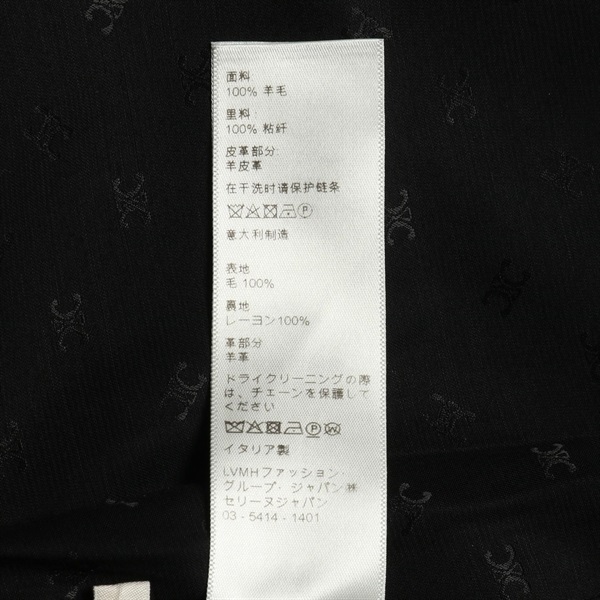 面料
100% 羊毛
里料:
100% 粘纤
皮革部分:
羊皮革
在干洗时请保护链条
P
意大利制造
表地
毛 100%
裏地
レーヨン100%
革部分
羊革
ドライクリーニングの際
は、チェーンを保護して
ください
P W
イタリア製
LVMHファッション·
グループ· ジャパン㈱
セリーヌジャパン
03 - 5414 - 1401